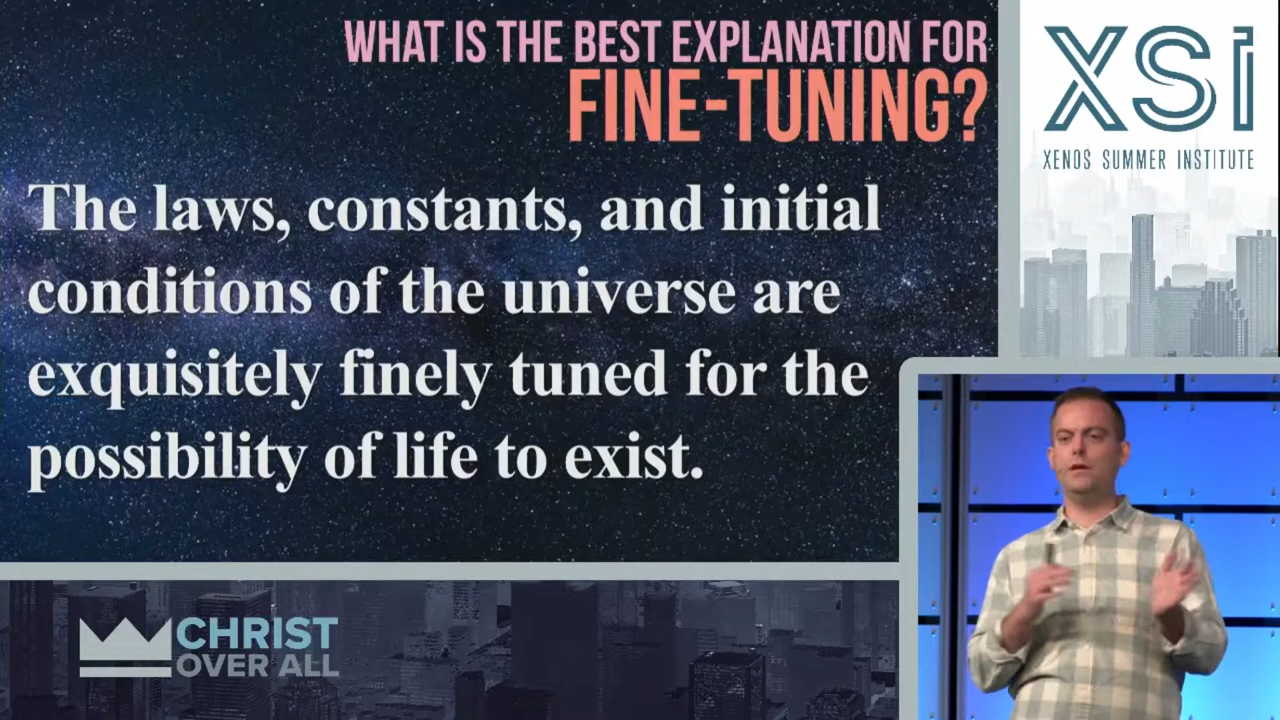 WHAT IS THE BEST EXPLANATION FOR
FINE-TUNING?
The laws, constants, and initial
conditions of the universe are
exquisitely finely tuned for the
possibility of life to exist.
XSI
XENOS SUMMER INSTITUTE
CHRIST
OVER ALL